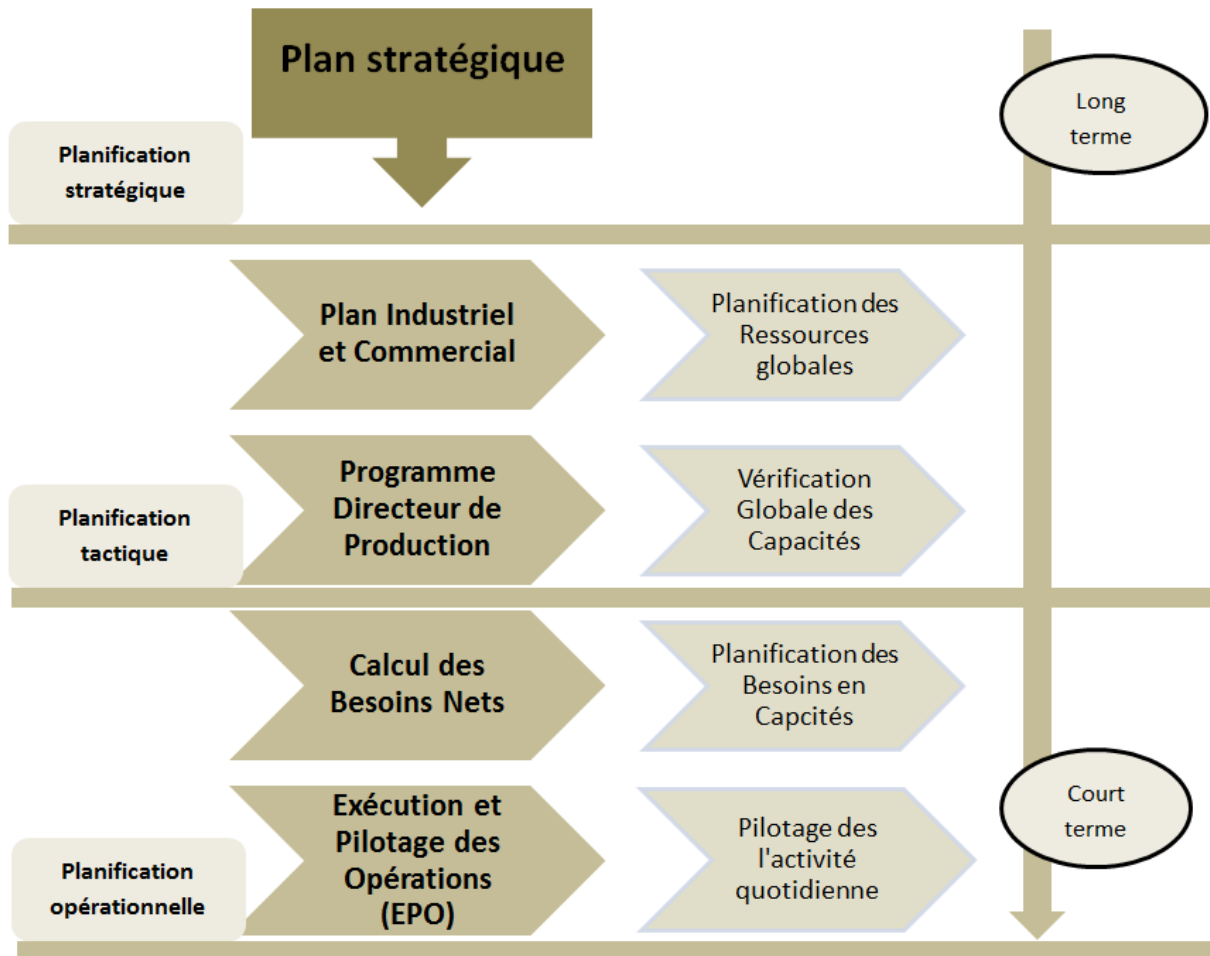 Plan stratégique
Long
terme
Planification
stratégique
Plan Industriel
et Commercial
Planification des
Ressources
globales
Programme
Directeur de
Production
Vérification
Globale des
Capacités
Planification
tactique
Calcul des
Besoins Nets
Planification des
Besoins en
Capcités
Exécution et
Pilotage des
Opérations
(EPO)
Pilotage des
l'activité
quotidienne
Court
terme
Planification
opérationnelle